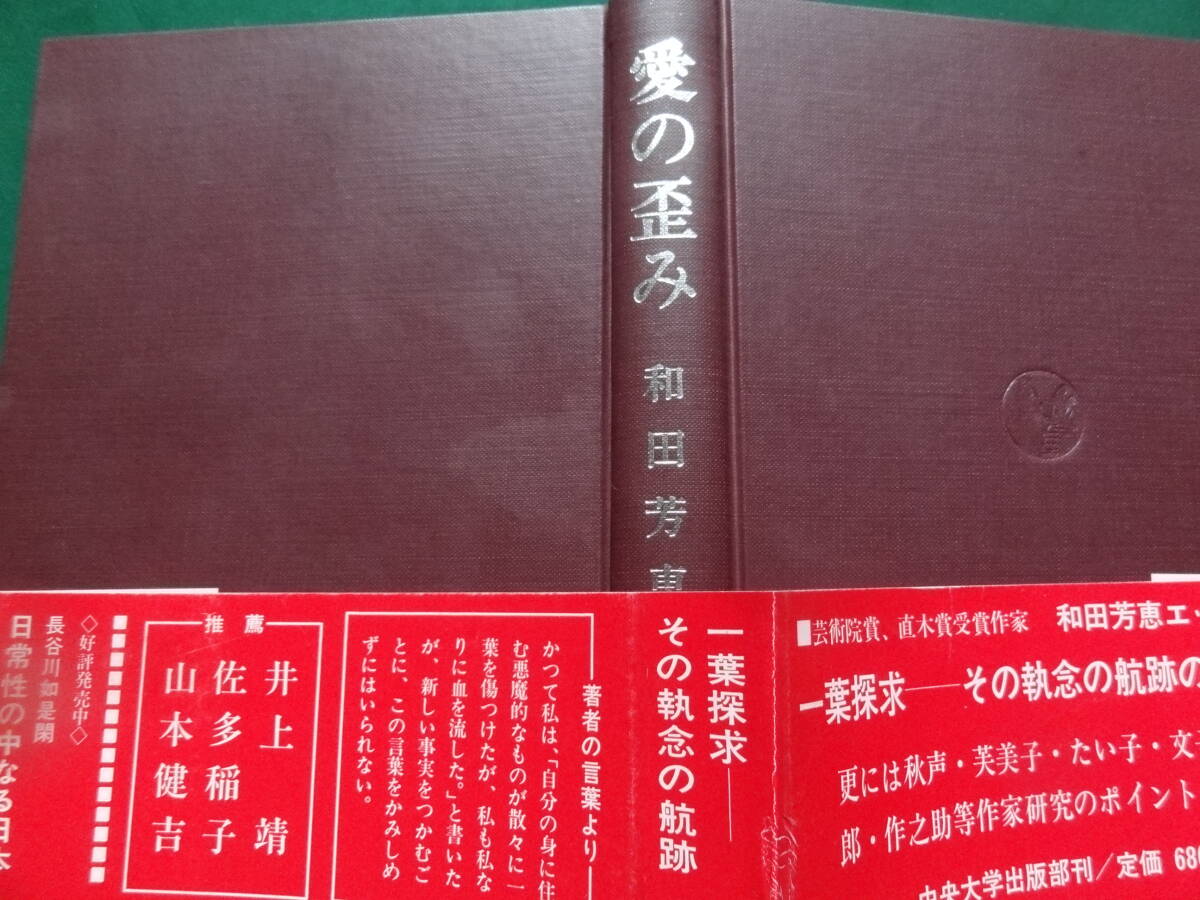 愛の歪み
和田芳恵
■芸術院賞、直木賞受賞作家 和田芳恵エ
一葉探求──その執念の航跡の
更には秋声・芙美子・たい子・文
郎・作之助等作家研究のポイント
中央大学出版部刊/定価 68
一葉探求──
その執念の航跡
著者の言葉より
かつて私は、「自分の身に住
む悪魔的なものが散々に一
葉を傷つけたが、私も私な
りに血を流した。」と書いた
が、新しい事実をつかむご
とに、この言葉をかみしめ
ずにはいられない。
推薦
井上 靖
佐多稲子
山本健吉
◇好評発売中◇
長谷川如是閑
日常性の中なる日本